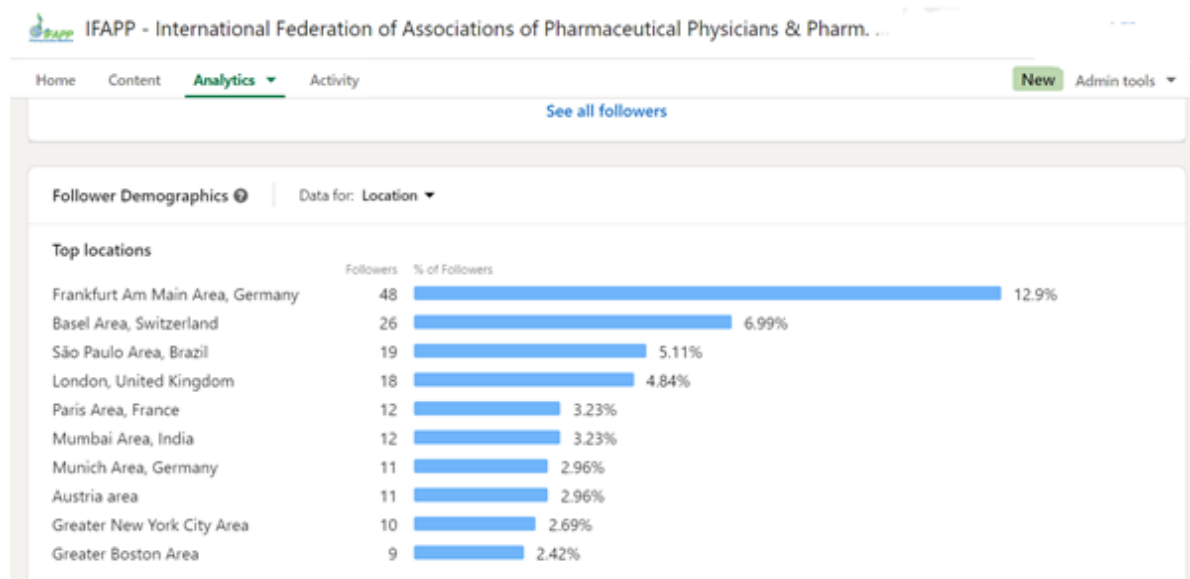 IFAPP IFAPP - International Federation of Associations of Pharmaceutical Physicians & Pharm. ...
Home Content Analytics Activity New Admin tools
See all followers
Follower Demographics ? Data for: Location
Top locations
Followers % of Followers
Frankfurt Am Main Area, Germany 48 12.9%
Basel Area, Switzerland 26 6.99%
São Paulo Area, Brazil 19 5.11%
London, United Kingdom 18 4.84%
Paris Area, France 12 3.23%
Mumbai Area, India 12 3.23%
Munich Area, Germany 11 2.96%
Austria area 11 2.96%
Greater New York City Area 10 2.69%
Greater Boston Area 9 2.42%